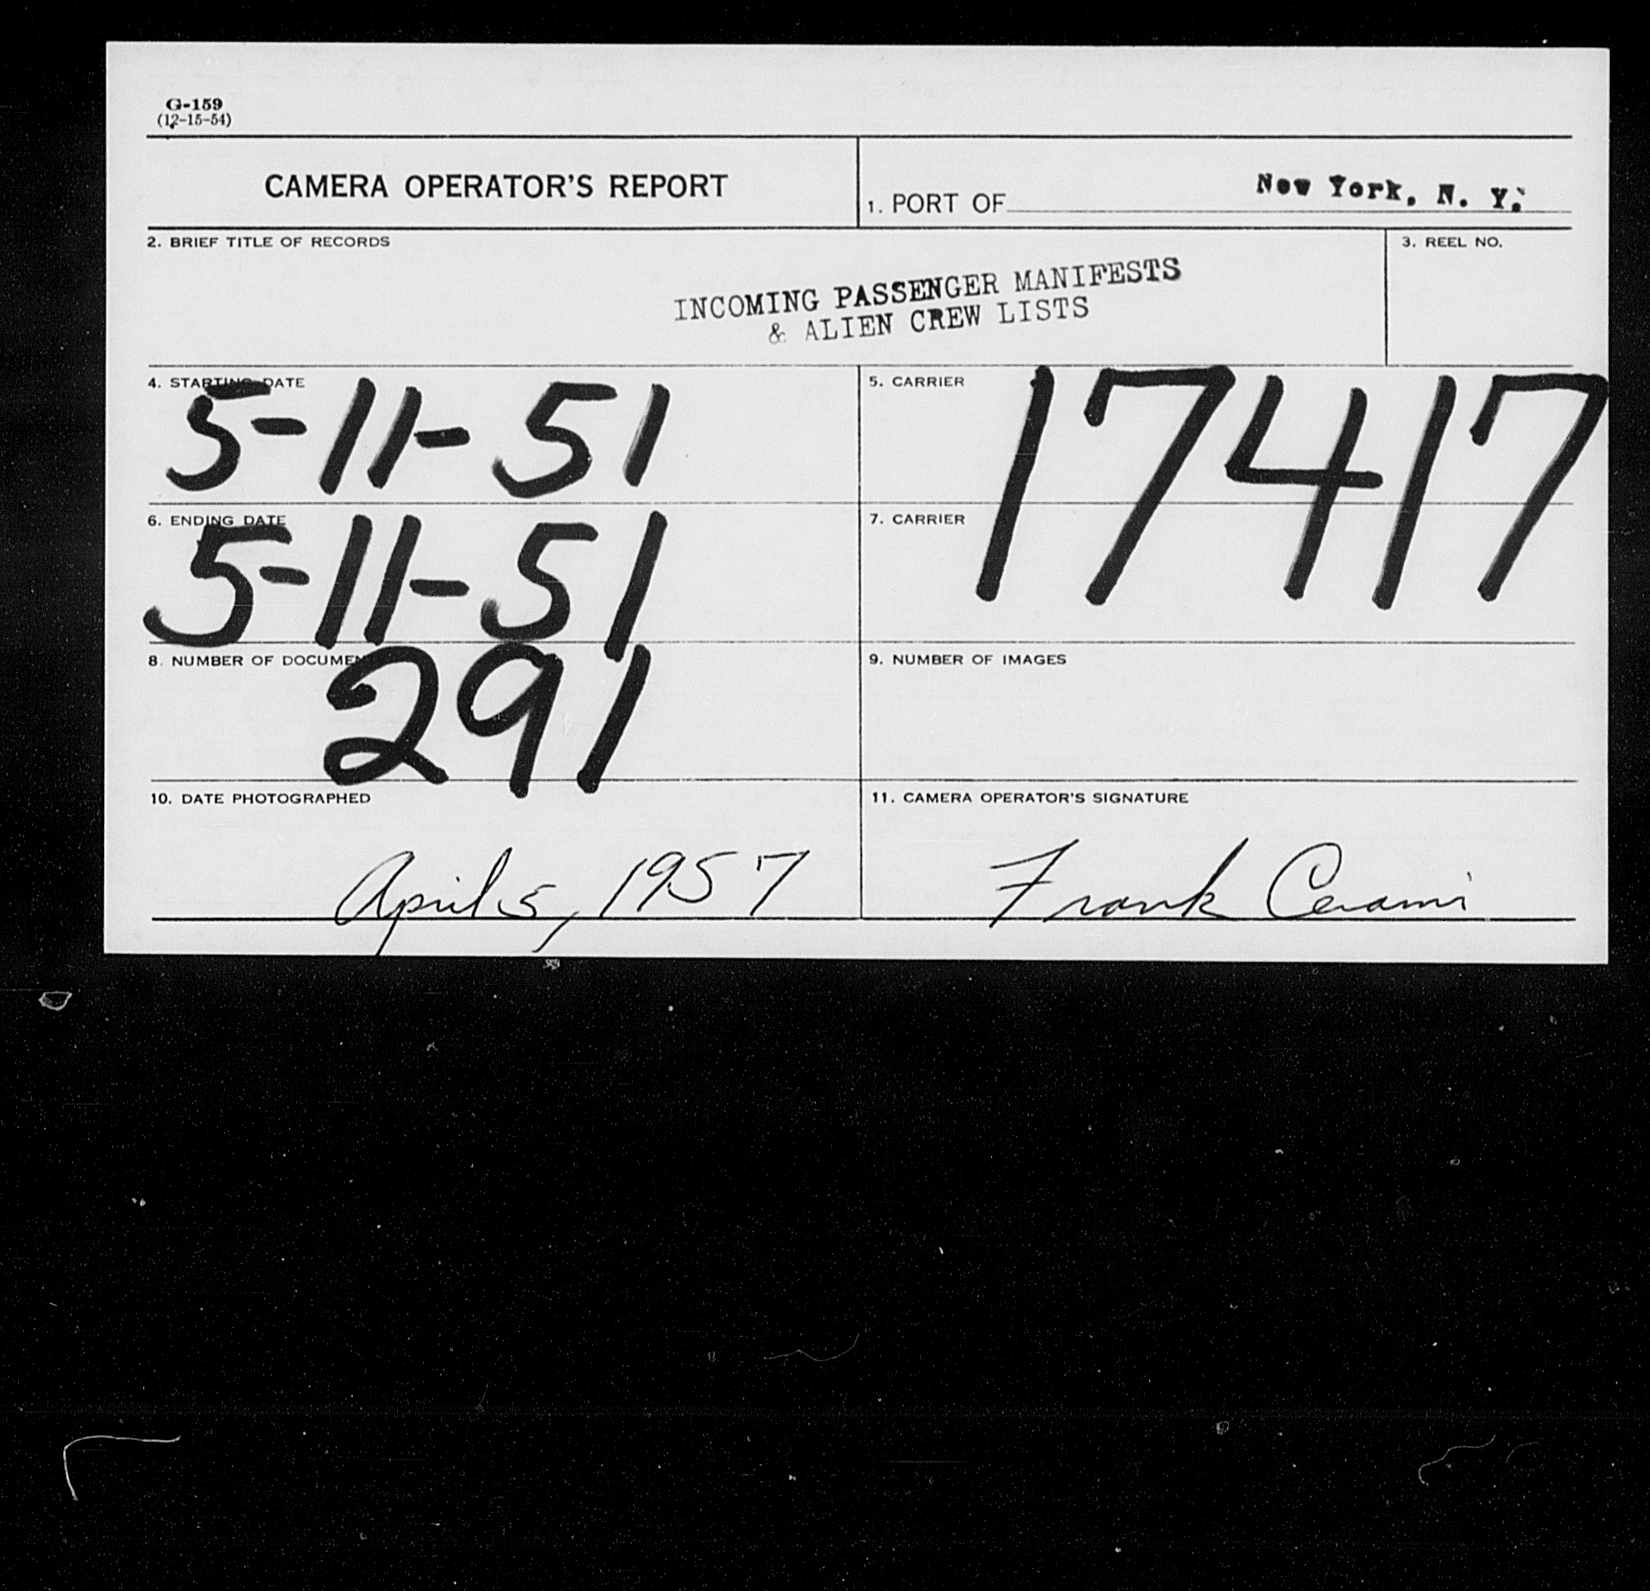 G-159
(12-15-54)
CAMERA OPERATOR'S REPORT
1. PORT OF New York, N. Y.
2. BRIEF TITLE OF RECORDS
3. REEL NO.
INCOMING PASSENGER MANIFESTS
& ALIEN CREW LISTS
4. STARTING DATE
5-11-51
5. CARRIER
17417
6. ENDING DATE
5-11-51
7. CARRIER
8. NUMBER OF DOCUMENTS
291
9. NUMBER OF IMAGES
10. DATE PHOTOGRAPHED
April 5, 1957
11. CAMERA OPERATOR'S SIGNATURE
Frank Cerami